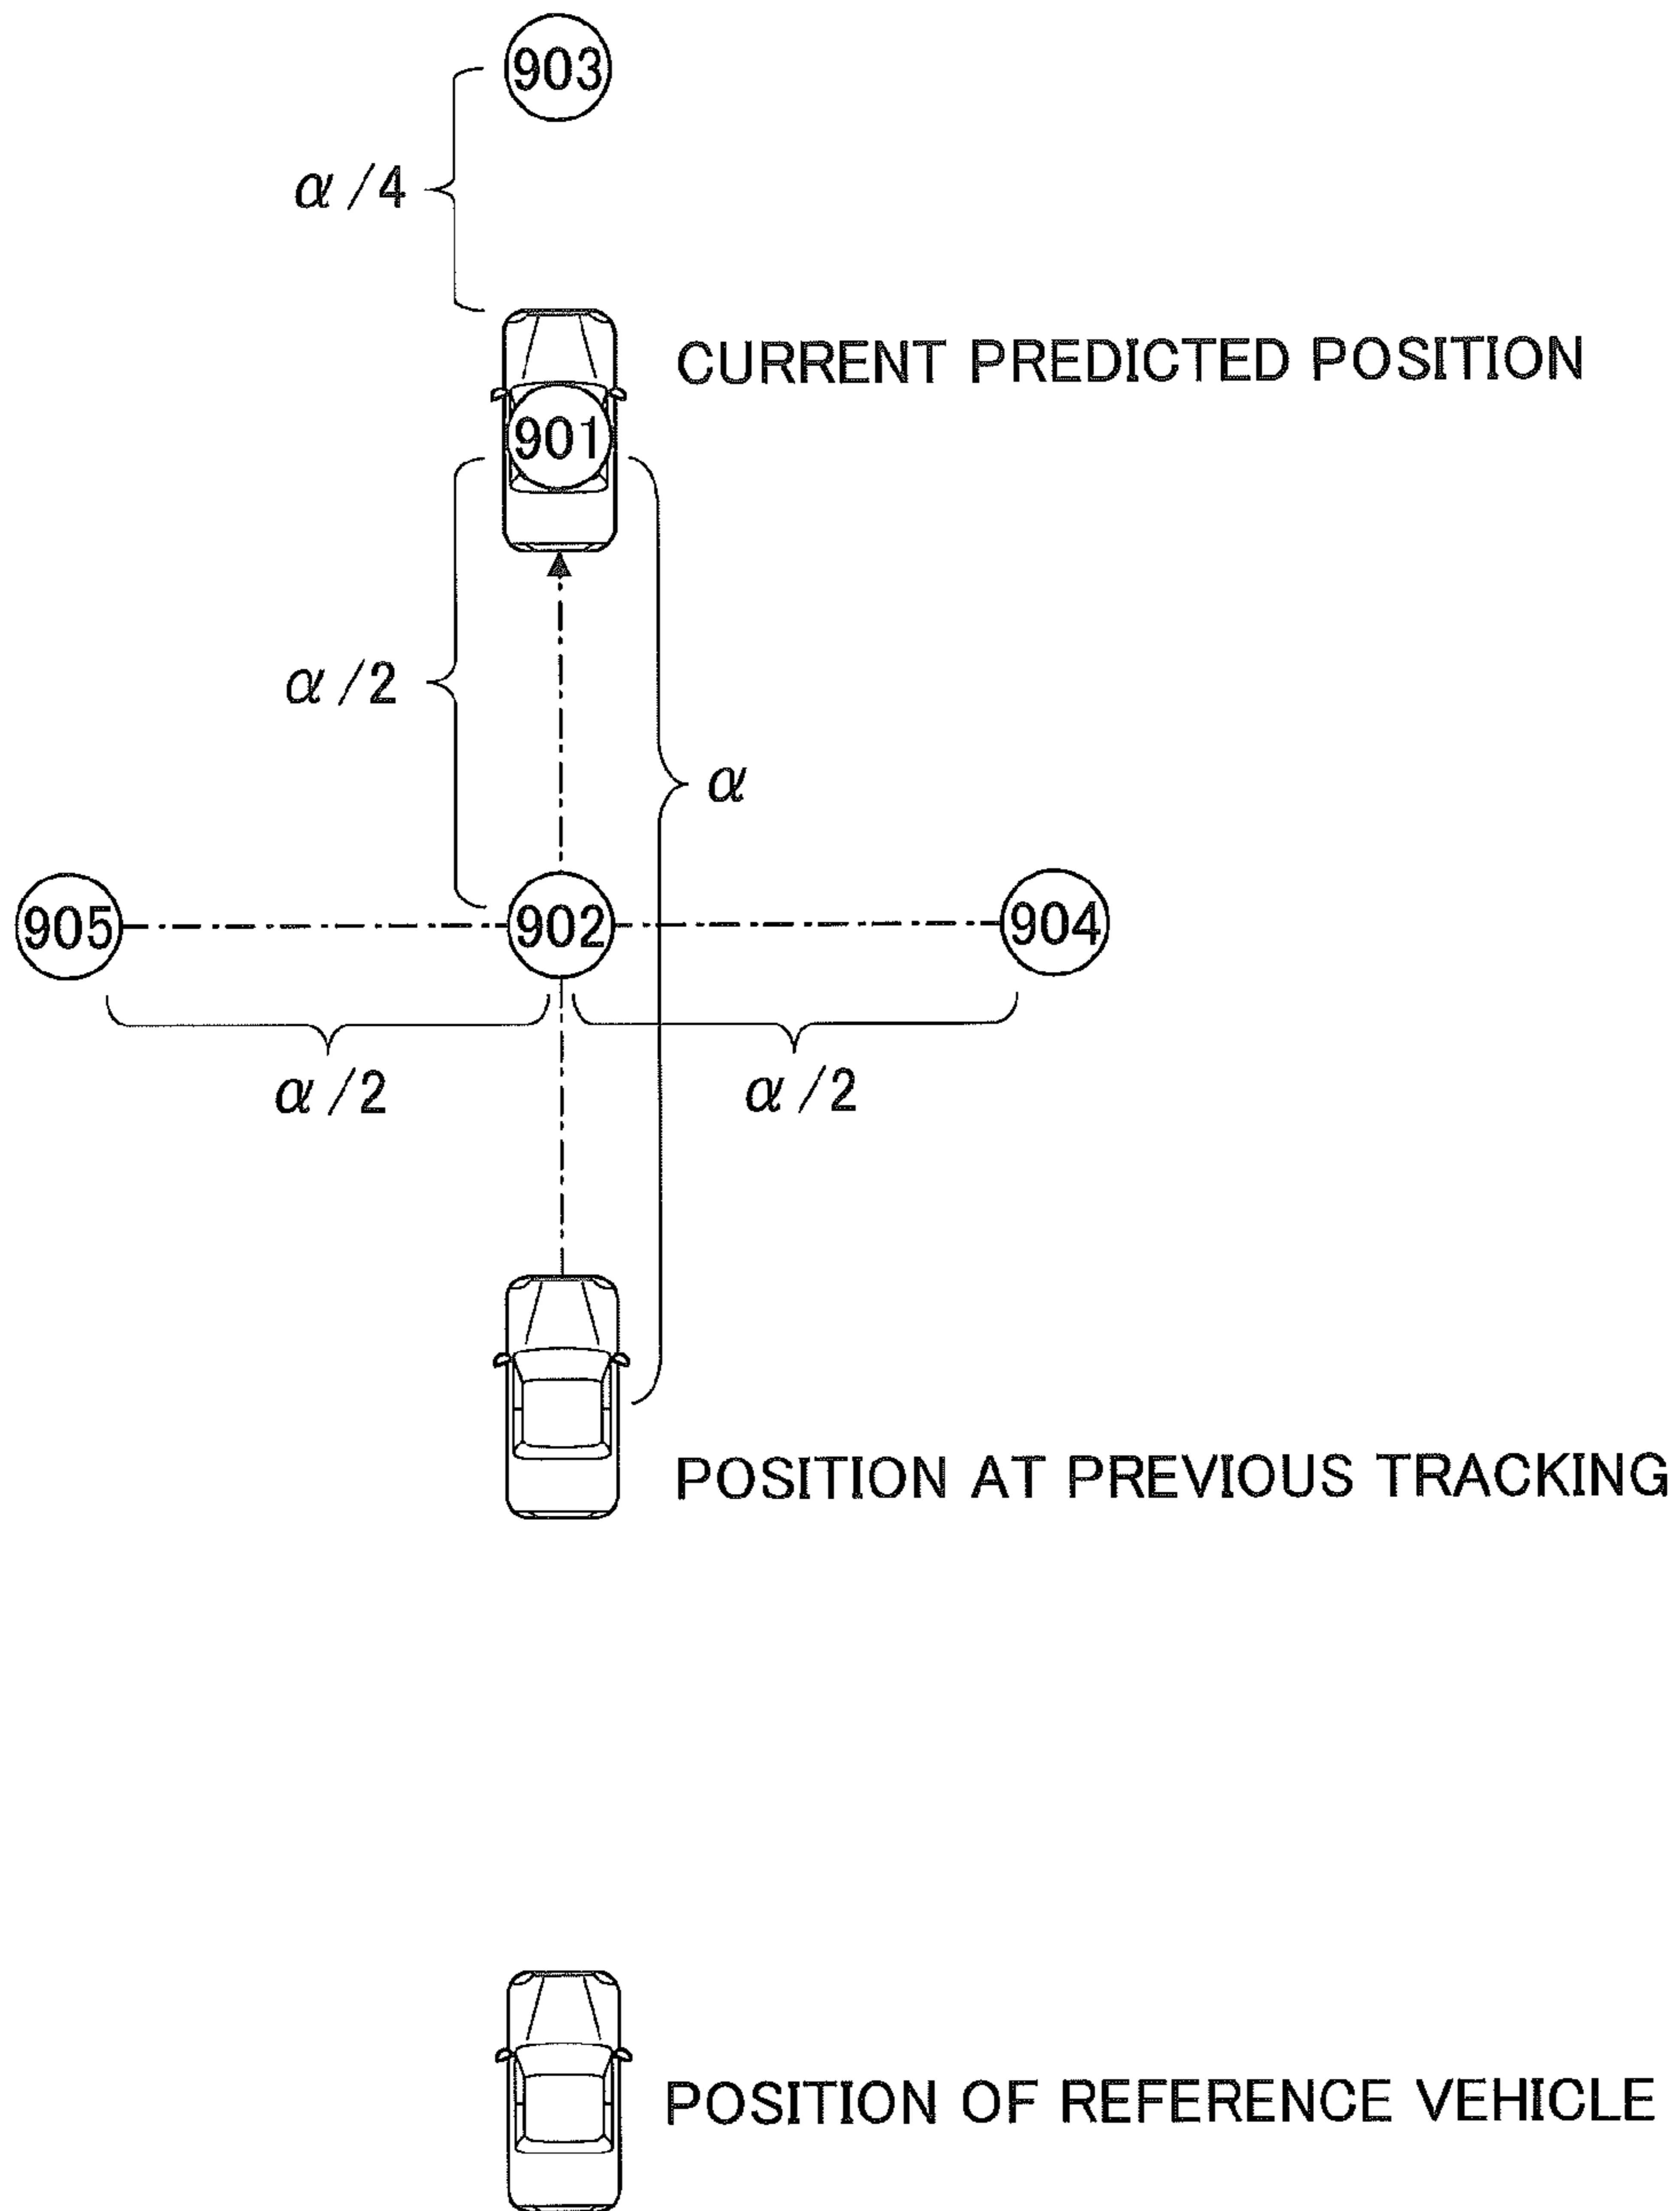 903
α/4
CURRENT PREDICTED POSITION
901
α/2
α
905
902
904
α/2
α/2
POSITION AT PREVIOUS TRACKING
POSITION OF REFERENCE VEHICLE